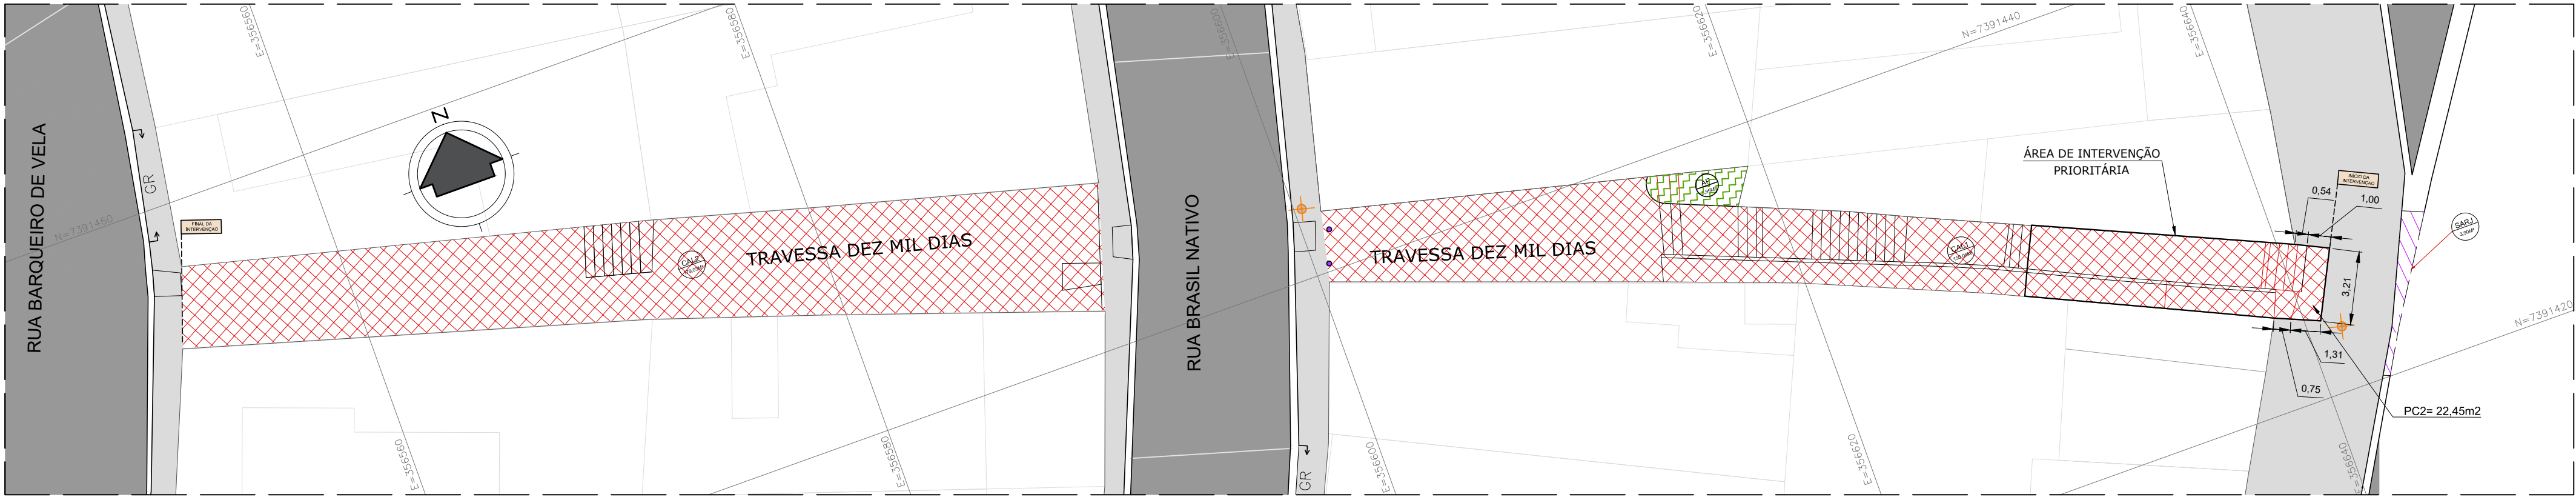 RUA BARQUEIRO DE VELA
GR
N=7391460
E=356560
E=356560
FINAL DA
INTERVENÇÃO
N
E=356580
E=356580
CAL2
TRAVESSA DEZ MIL DIAS
RUA BRASIL NATIVO
E=356600
E=356600
GR
TRAVESSA DEZ MIL DIAS
E=356620
E=356620
CAL1
N=7391440
ÁREA DE INTERVENÇÃO
PRIORITÁRIA
E=356640
E=356640
INÍCIO DA
INTERVENÇÃO
0,54
1,00
3,21
1,31
0,75
PC2= 22,45m2
SARJ
N=7391420